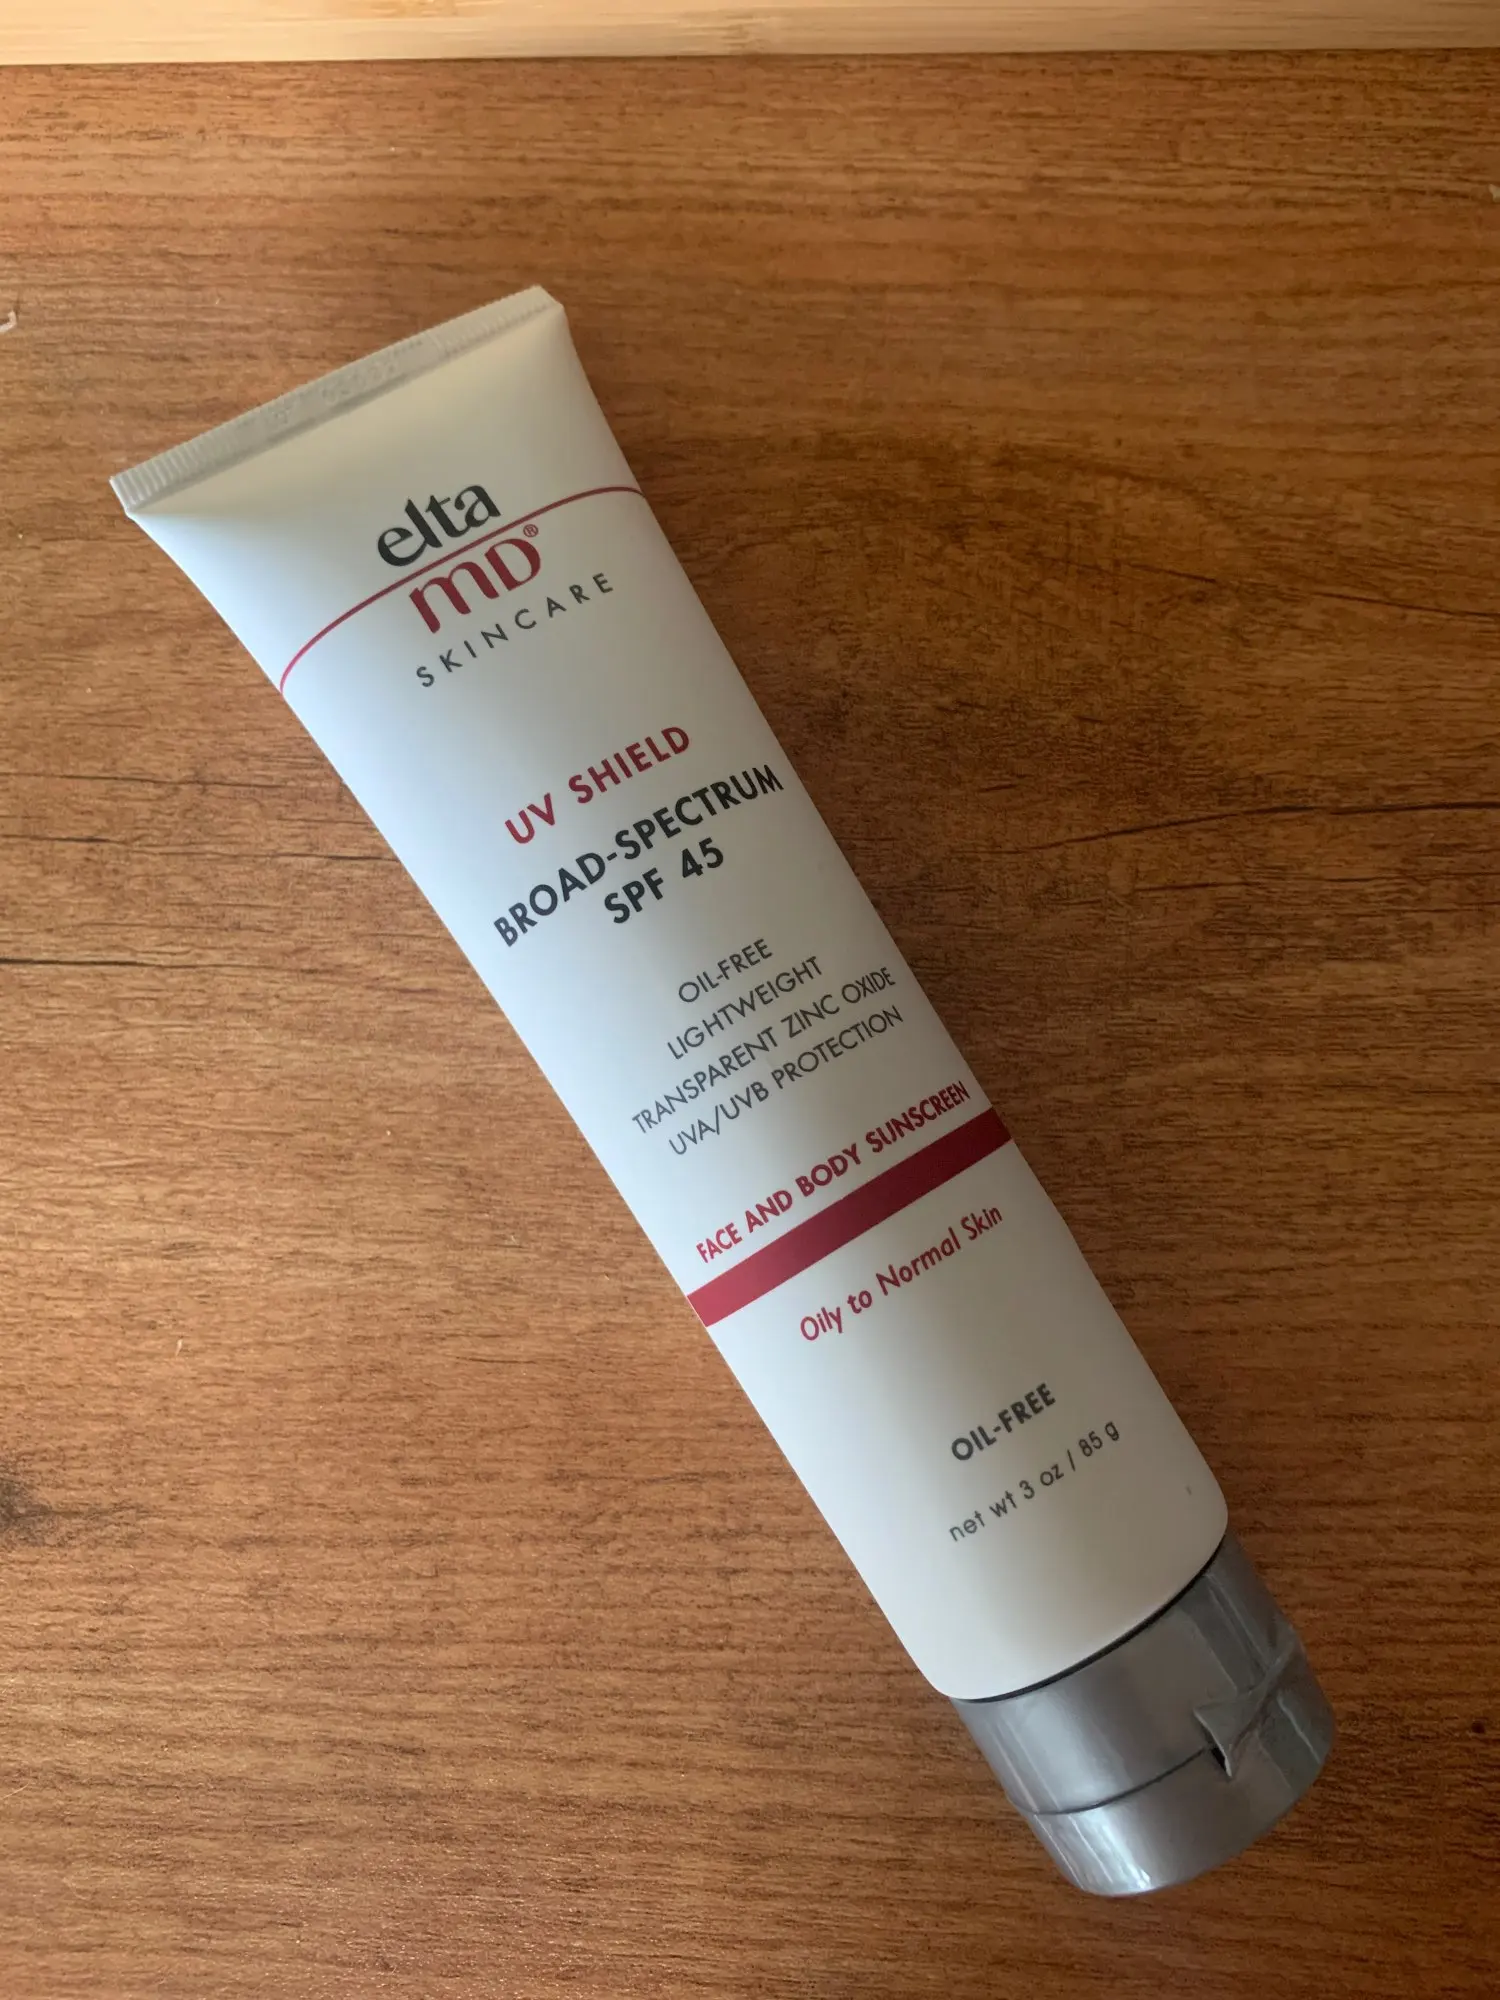 elta
MD®
SKINCARE
UV SHIELD
BROAD-SPECTRUM
SPF 45
OIL-FREE
LIGHTWEIGHT
TRANSPARENT ZINC OXIDE
UVA/UVB PROTECTION
FACE AND BODY SUNSCREEN
Oily to Normal Skin
OIL-FREE
net wt 3 oz / 85 g